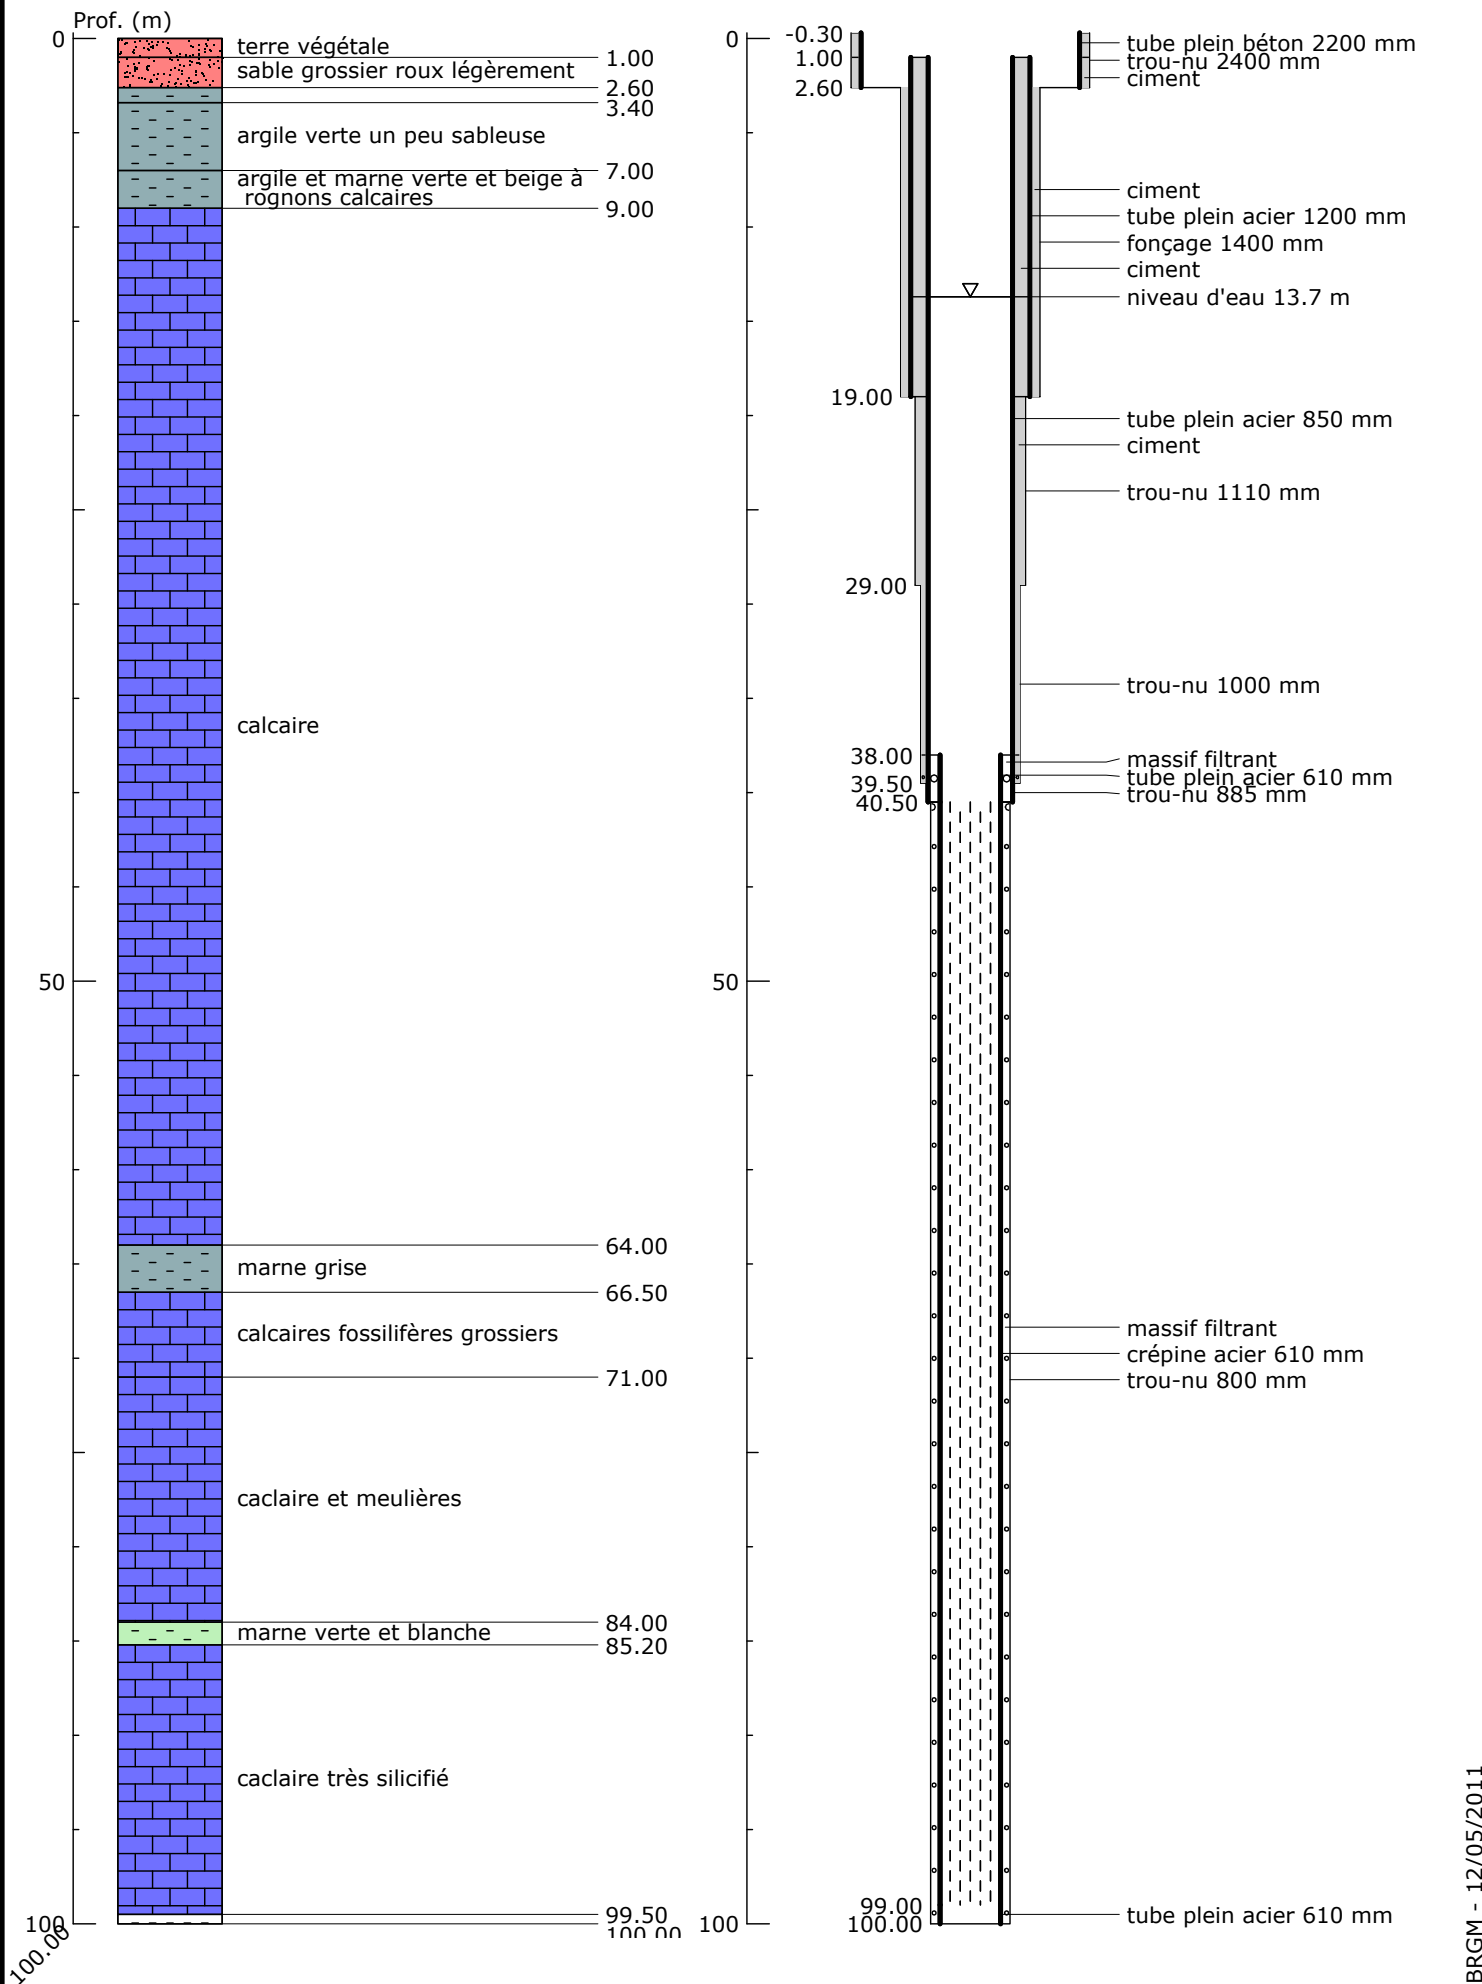 Prof. (m)
0
terre végétale
1.00
sable grossier roux légèrement
2.60
3.40
argile verte un peu sableuse
7.00
argile et marne verte et beige à
rognons calcaires
9.00
calcaire
50
64.00
marne grise
66.50
calcaires fossilifères grossiers
71.00
caclaire et meulières
84.00
marne verte et blanche
85.20
caclaire très silicifié
99.50
100
100.00
100.00
0
-0.30
1.00
2.60
tube plein béton 2200 mm
trou-nu 2400 mm
ciment
ciment
tube plein acier 1200 mm
fonçage 1400 mm
ciment
niveau d'eau 13.7 m
19.00
tube plein acier 850 mm
ciment
trou-nu 1110 mm
29.00
trou-nu 1000 mm
38.00
39.50
40.50
massif filtrant
tube plein acier 610 mm
trou-nu 885 mm
50
massif filtrant
crépine acier 610 mm
trou-nu 800 mm
99.00
100
100.00
tube plein acier 610 mm
BRGM - 12/05/2011